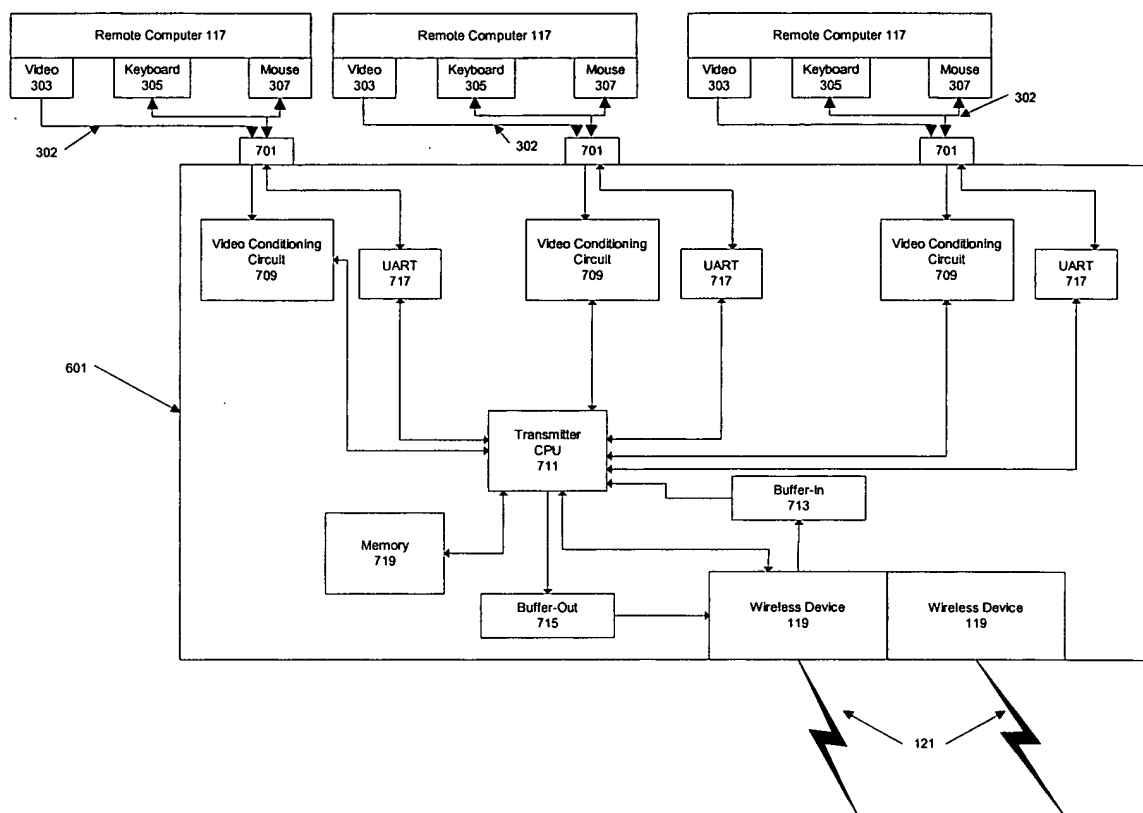 Remote Computer 117
Remote Computer 117
Remote Computer 117
Video
303
Keyboard
305
Mouse
307
Video
303
Keyboard
305
Mouse
307
Video
303
Keyboard
305
Mouse
307
302
302
302
701
701
701
Video Conditioning
Circuit
709
UART
717
Video Conditioning
Circuit
709
UART
717
Video Conditioning
Circuit
709
UART
717
601
Transmitter
CPU
711
Buffer-In
713
Memory
719
Buffer-Out
715
Wireless Device
119
Wireless Device
119
121